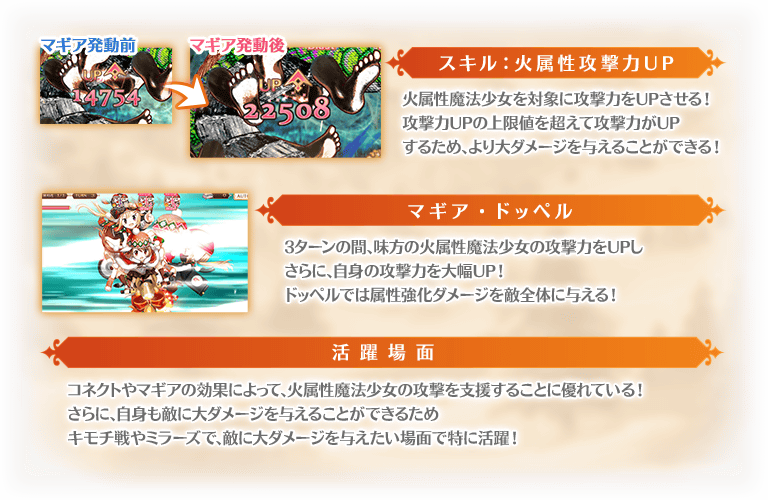 マギア発動前
マギア発動後
UP
14754
UP
22508
スキル：火属性攻撃力UP
火属性魔法少女を対象に攻撃力をUPさせる！
攻撃力UPの上限値を超えて攻撃力がUP
するため、より大ダメージを与えることができる！
マギア・ドッペル
3ターンの間、味方の火属性魔法少女の攻撃力をUPし
さらに、自身の攻撃力を大幅UP！
ドッペルでは属性強化ダメージを敵全体に与える！
活躍場面
コネクトやマギアの効果によって、火属性魔法少女の攻撃を支援することに優れている！
さらに、自身も敵に大ダメージを与えることができるため
キモチ戦やミラーズで、敵に大ダメージを与えたい場面で特に活躍！